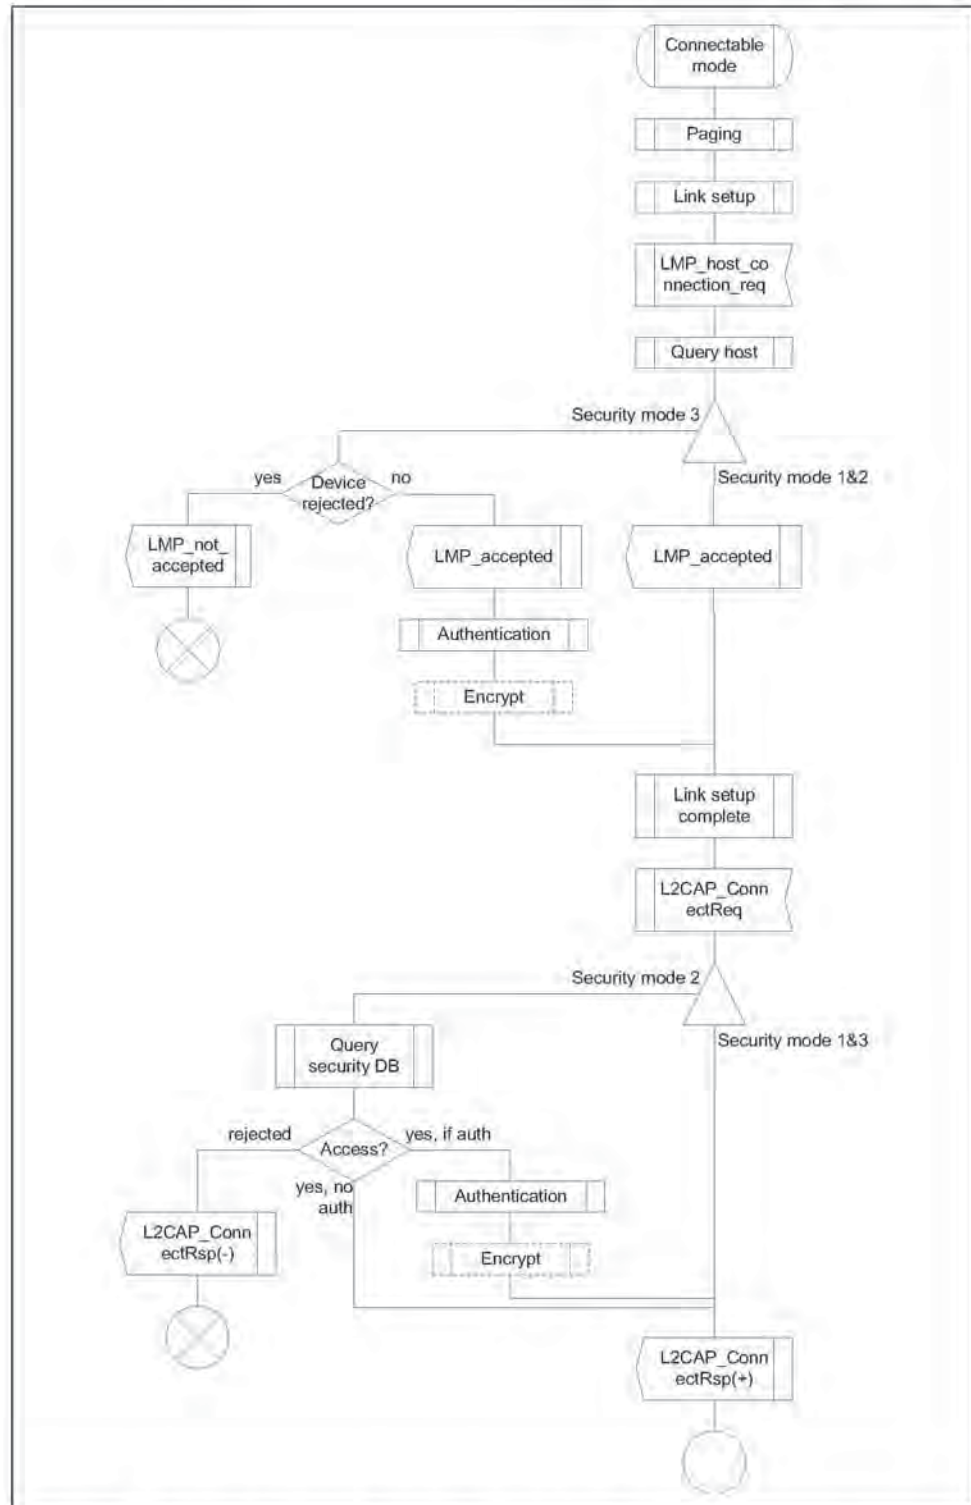 Connectable
mode
Paging
Link setup
LMP_host_co
nnection_req
Query host
Security mode 3
Security mode 1&2
yes
Device
rejected?
no
LMP_not_
accepted
LMP_accepted
LMP_accepted
Authentication
Encrypt
Link setup
complete
L2CAP_Conn
ectReq
Security mode 2
Security mode 1&3
Query
security DB
rejected
Access?
yes, if auth
yes, no
auth
Authentication
L2CAP_Conn
ectRsp(-)
Encrypt
L2CAP_Conn
ectRsp(+)